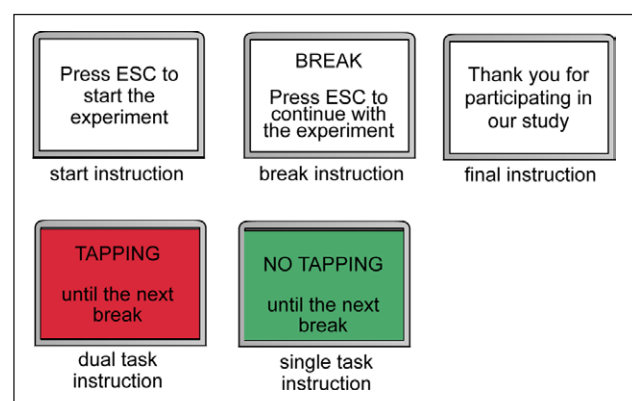 Press ESC to
start the
experiment
start instruction
BREAK
Press ESC to
continue with
the experiment
break instruction
Thank you for
participating in
our study
final instruction
TAPPING
until the next
break
dual task
instruction
NO TAPPING
until the next
break
single task
instruction